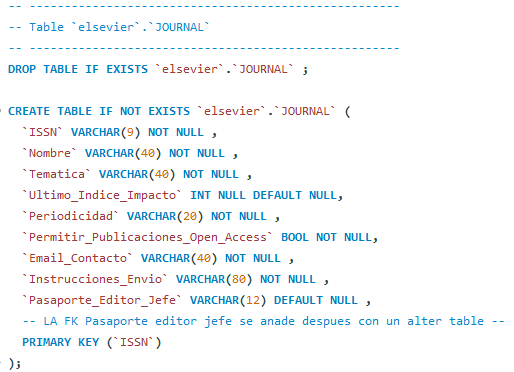 -- -----------------------------------------------------
-- Table `elsevier`.`JOURNAL`
-- -----------------------------------------------------
DROP TABLE IF EXISTS `elsevier`.`JOURNAL` ;
CREATE TABLE IF NOT EXISTS `elsevier`.`JOURNAL` (
`ISSN` VARCHAR(9) NOT NULL ,
`Nombre` VARCHAR(40) NOT NULL ,
`Tematica` VARCHAR(40) NOT NULL ,
`Ultimo_Indice_Impacto` INT NULL DEFAULT NULL,
`Periodicidad` VARCHAR(20) NOT NULL ,
`Permitir_Publicaciones_Open_Access` BOOL NOT NULL,
`Email_Contacto` VARCHAR(40) NOT NULL ,
`Instrucciones_Envio` VARCHAR(80) NOT NULL ,
`Pasaporte_Editor_Jefe` VARCHAR(12) DEFAULT NULL ,
-- LA FK Pasaporte editor jefe se anade despues con un alter table --
PRIMARY KEY (`ISSN`)
);